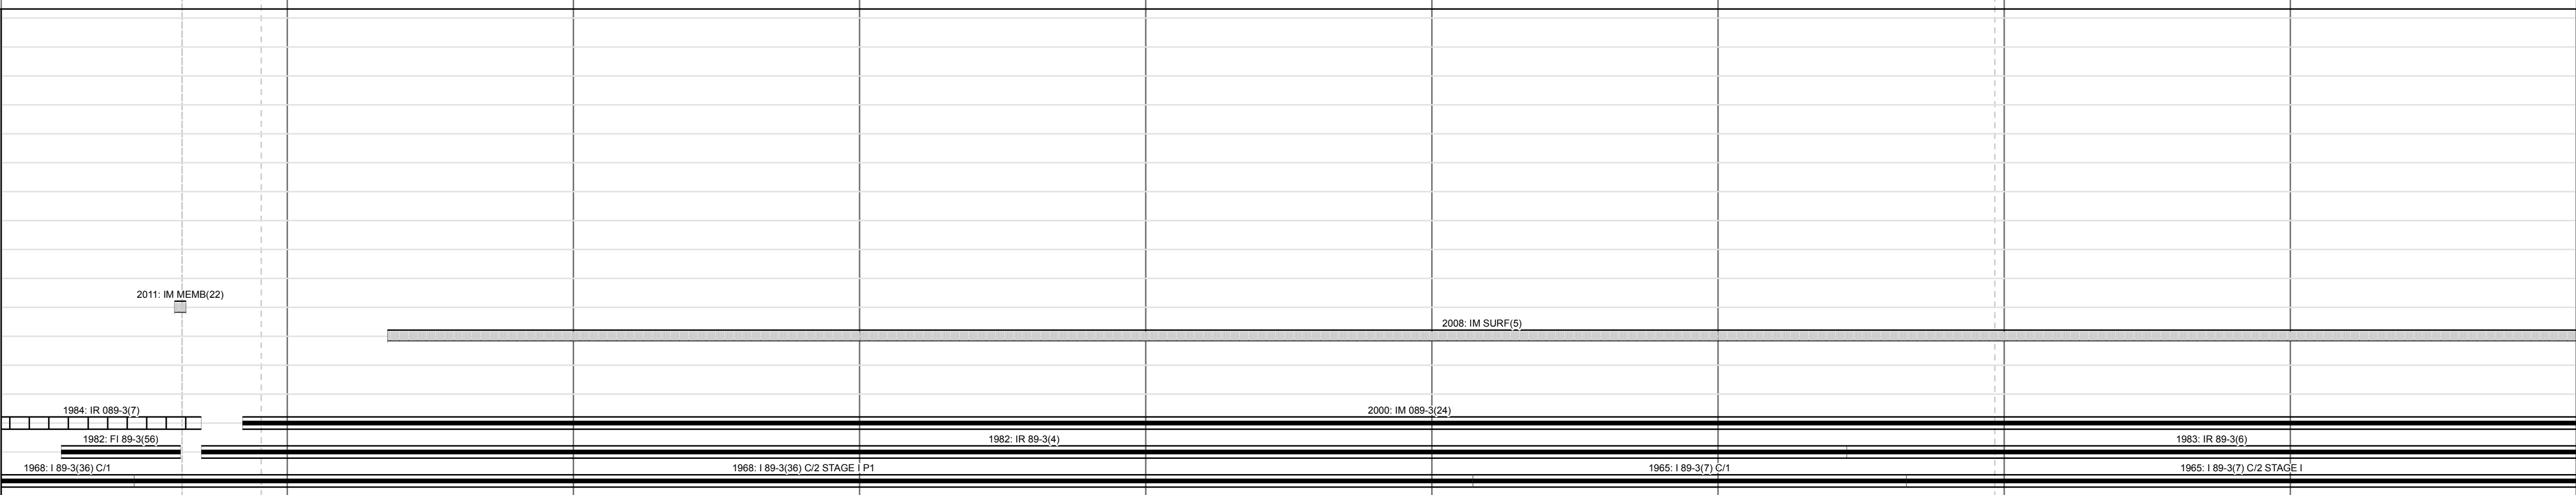 2011: IM MEMB(22)
2008: IM SURF(5)
1984: IR 089-3(7)
2000: IM 089-3(24)
1982: FI 89-3(56)
1982: IR 89-3(4)
1983: IR 89-3(6)
1968: I 89-3(36) C/1
1968: I 89-3(36) C/2 STAGE I P1
1965: I 89-3(7) C/1
1965: I 89-3(7) C/2 STAGE I